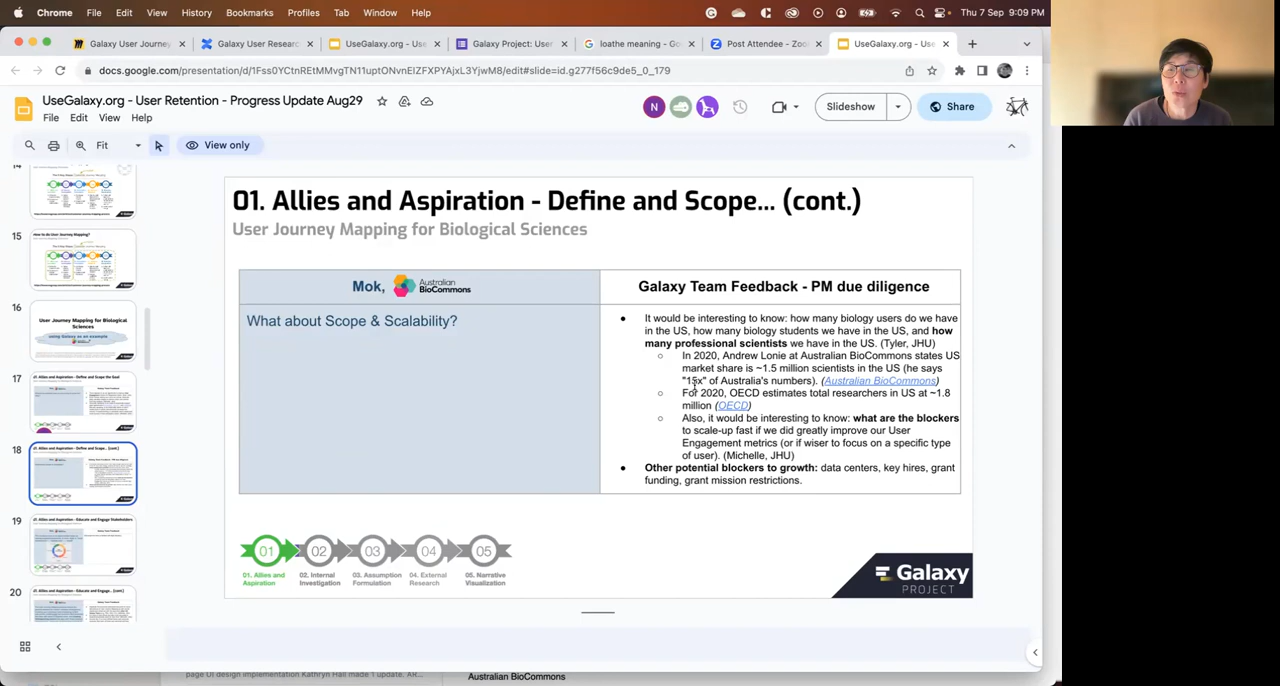 Chrome File Edit View History Bookmarks Profiles Tab Window Help
Thu 7 Sep 9:09 PM
Galaxy User Journey
Galaxy User Resear
UseGalaxy.org - Us
Galaxy Project: Use
loathe meaning - Go
Post Attendee - Zoo
UseGalaxy.org - Us
docs.google.com/presentation/d/1Fss0YCtnREtMMvgTN11uptONvnEIZFXPYAjxL3YjwM8/edit#slide=id.g277f56c9de5_0_179
UseGalaxy.org - User Retention - Progress Update Aug29
File Edit View Help
N
Slideshow
Share
Fit
View only
14
15
16
User Journey Mapping for Biological
Sciences
17
18
19
20
01. Allies and Aspiration - Define and Scope... (cont.)
User Journey Mapping for Biological Sciences
Mok, Australian
BioCommons
Galaxy Team Feedback - PM due diligence
What about Scope & Scalability?
It would be interesting to know: how many biology users do we have
in the US, how many biology students we have in the US, and how
many professional scientists we have in the US. (Tyler, JHU)
In 2020, Andrew Lonie at Australian BioCommons states US
market share is ~1.5 million scientists in the US (he says
"15x" of Australia's numbers). (Australian BioCommons)
For 2020, OECD estimates total researchers in US at ~1.8
million (OECD)
Also, it would be interesting to know: what are the blockers
to scale-up fast if we did greatly improve our User
Engagement metrics (or if wiser to focus on a specific type
of user). (Michelle, JHU)
Other potential blockers to growth: data centers, key hires, grant
funding, grant mission restrictions.
01 02 03 04 05
01. Allies and
Aspiration
02. Internal
Investigation
03. Assumption
Formulation
04. External
Research
05. Narrative
Visualization
Galaxy
PROJECT
page UI design implementation Kathryn Hall made 1 update. AR...
Australian BioCommons